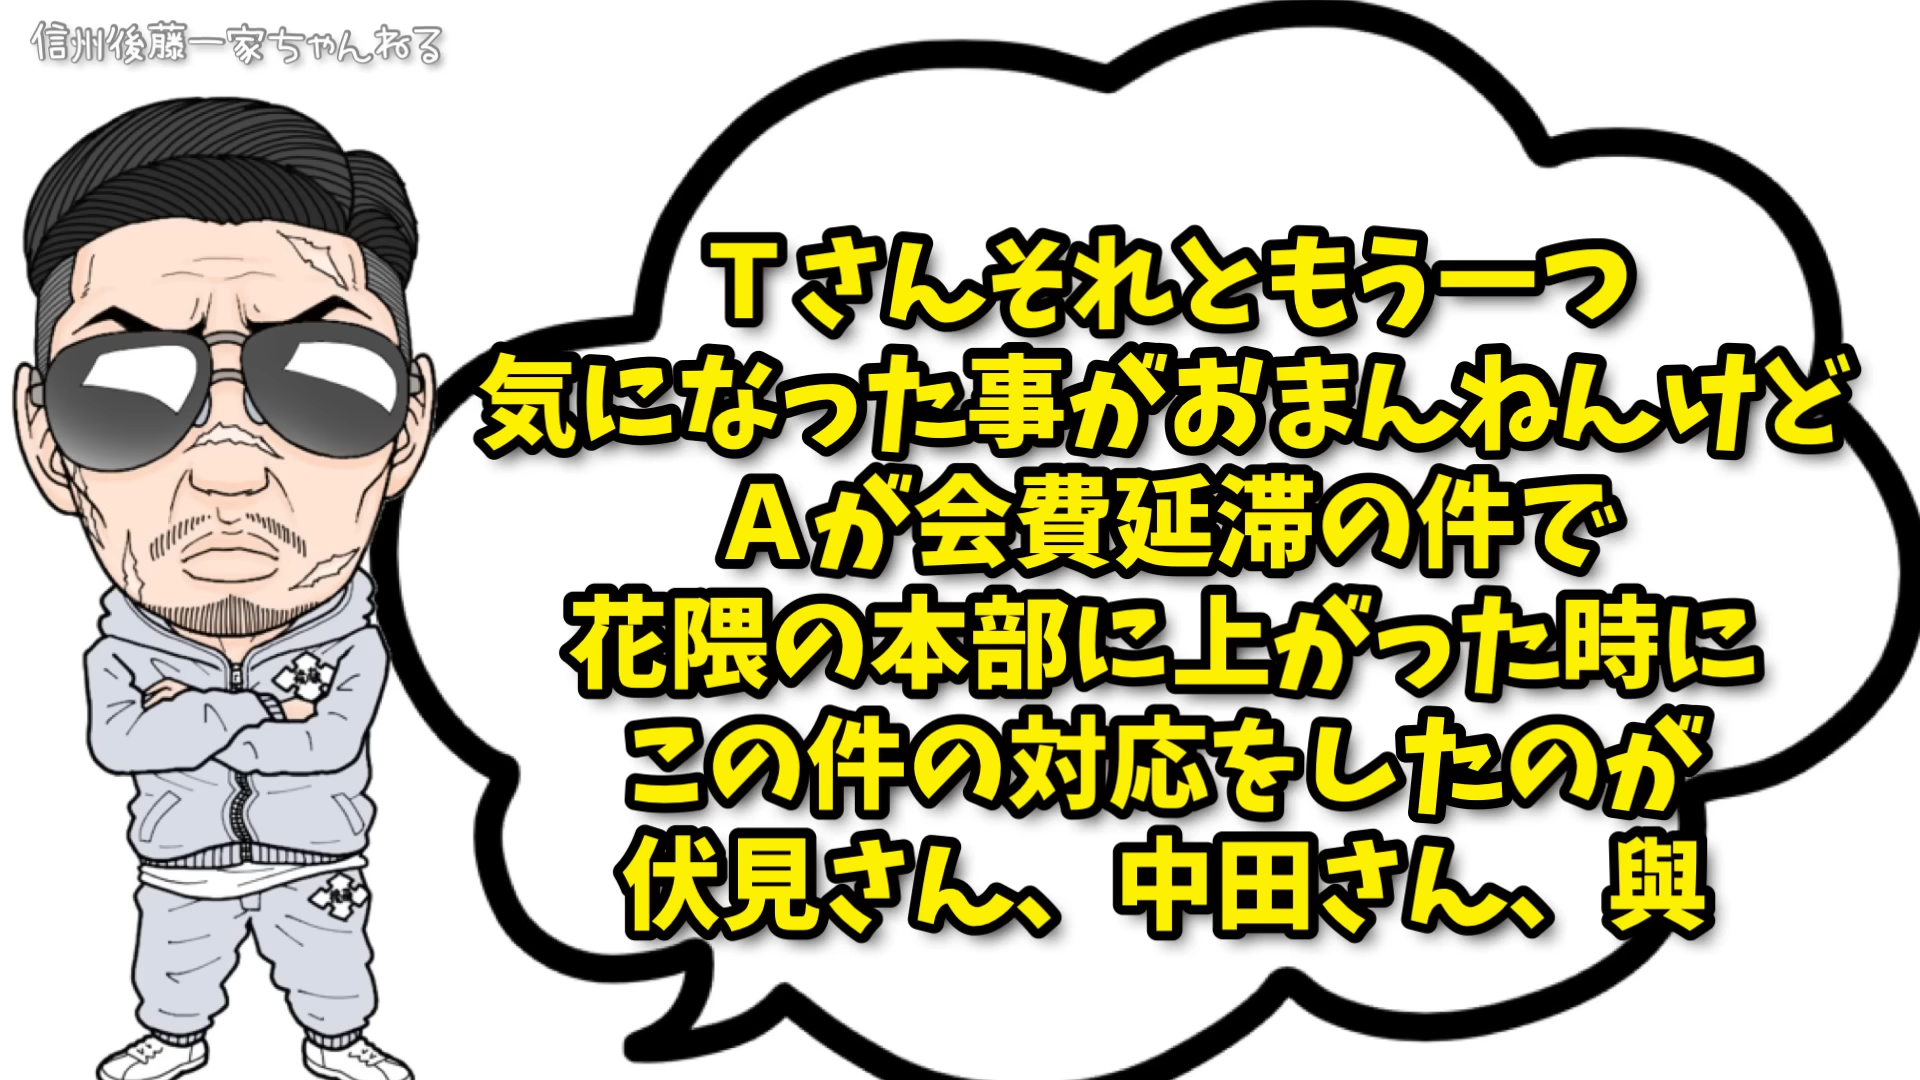 信州後藤一家ちゃんねる
Tさんそれともう一つ
気になった事がおまんねんけど
Aが会費延滞の件で
花隈の本部に上がった時に
この件の対応をしたのが
伏見さん、中田さん、與